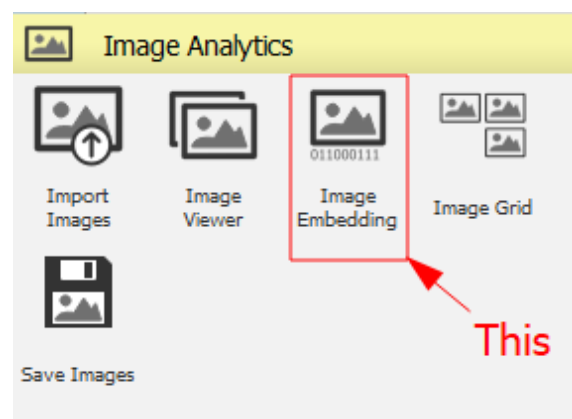 Image Analytics
011000111
Import
Images
Image
Viewer
Image
Embedding
Image Grid
This
Save Images